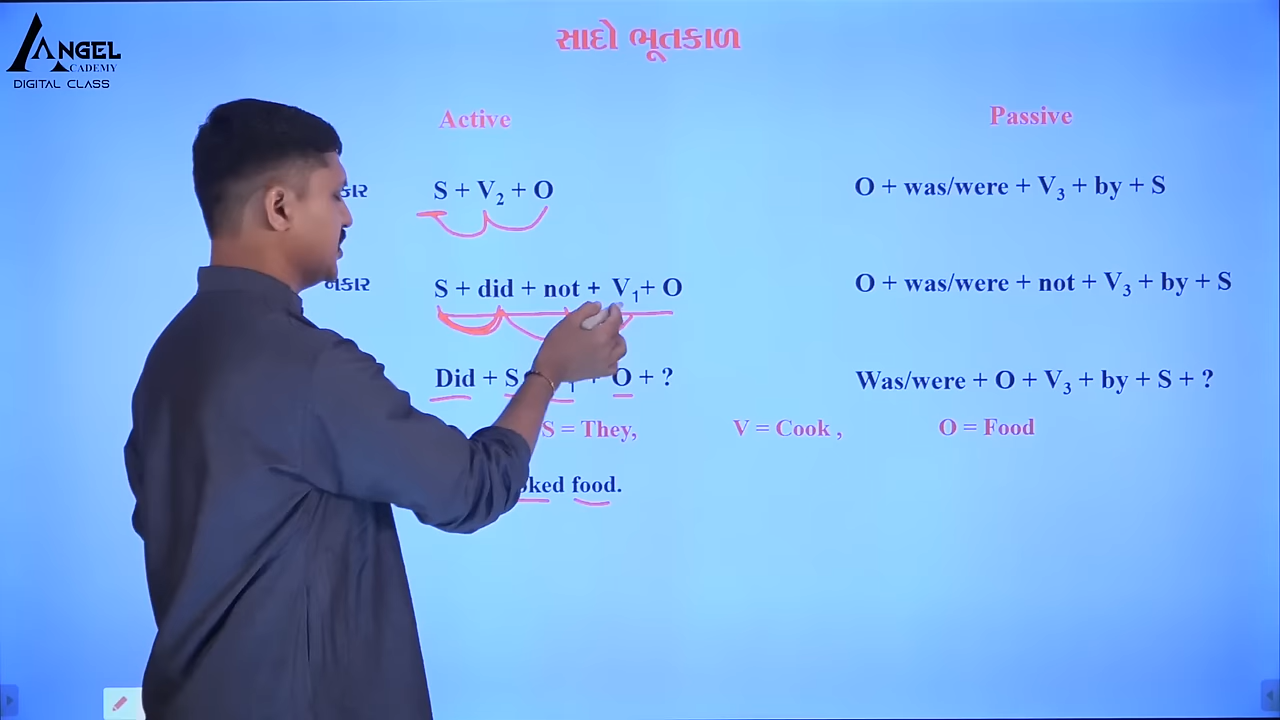 ANGEL
ACADEMY
DIGITAL CLASS
સાદો ભૂતકાળ
Active Passive
S + V₂ + O O + was/were + V₃ + by + S
નકાર S + did + not + V₁ + O O + was/were + not + V₃ + by + S
Did + S O + ? Was/were + O + V₃ + by + S + ?
S = They, V = Cook , O = Food
food.